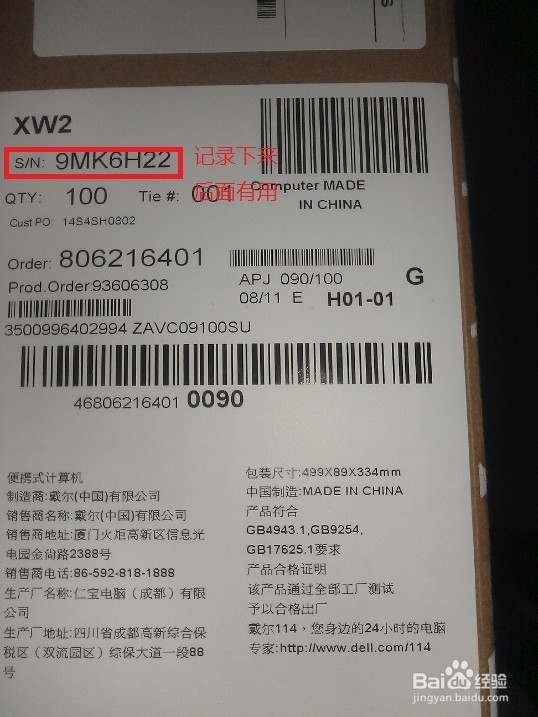 XW2
S/N: 9MK6H22
记录下来
后面有用
QTY: 100 Tie #: 001
Computer MADE
IN CHINA
Cust PO: 14S4SH0802
Order: 806216401
Prod.Order:93606308
APJ 090/100
G
08/11 E H01-01
3500996402994 ZAVC09100SU
46806216401 0090
便携式计算机
制造商:戴尔(中国)有限公司
销售商名称:戴尔(中国)有限公司
销售商地址:厦门火炬高新区信息光
电园金尚路2388号
销售商电话:86-592-818-1888
生产厂名称:仁宝电脑（成都）有限
公司
生产厂地址:四川省成都高新综合保
税区（双流园区）综保大道一段88
号
包装尺寸:499X89X334mm
中国制造:MADE IN CHINA
产品符合
GB4943.1,GB9254,
GB17625.1要求
产品合格证明
该产品通过全部工厂测试
予以合格出厂
戴尔114，您身边的24小时的电脑
专家:http://www.dell.com/114
Baidu经验
jingyan.baidu.com